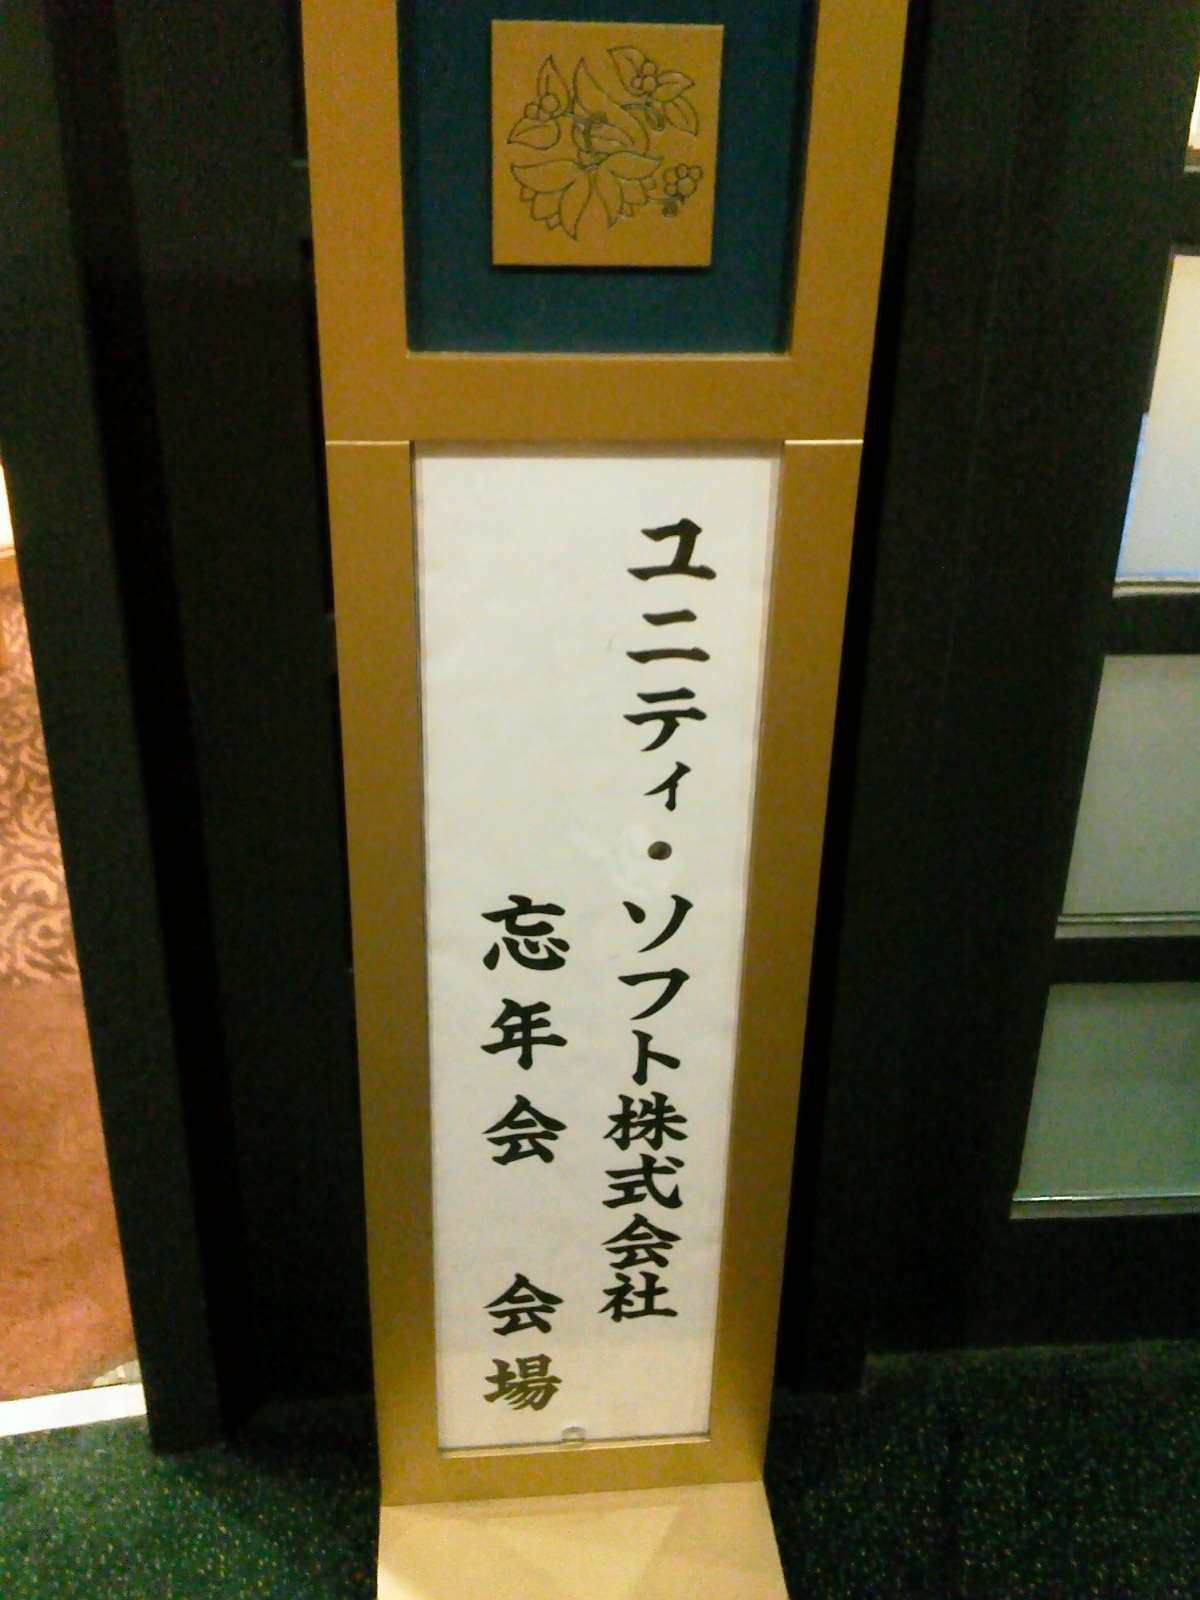 ユニティ・ソフト株式会社
忘年会　会場